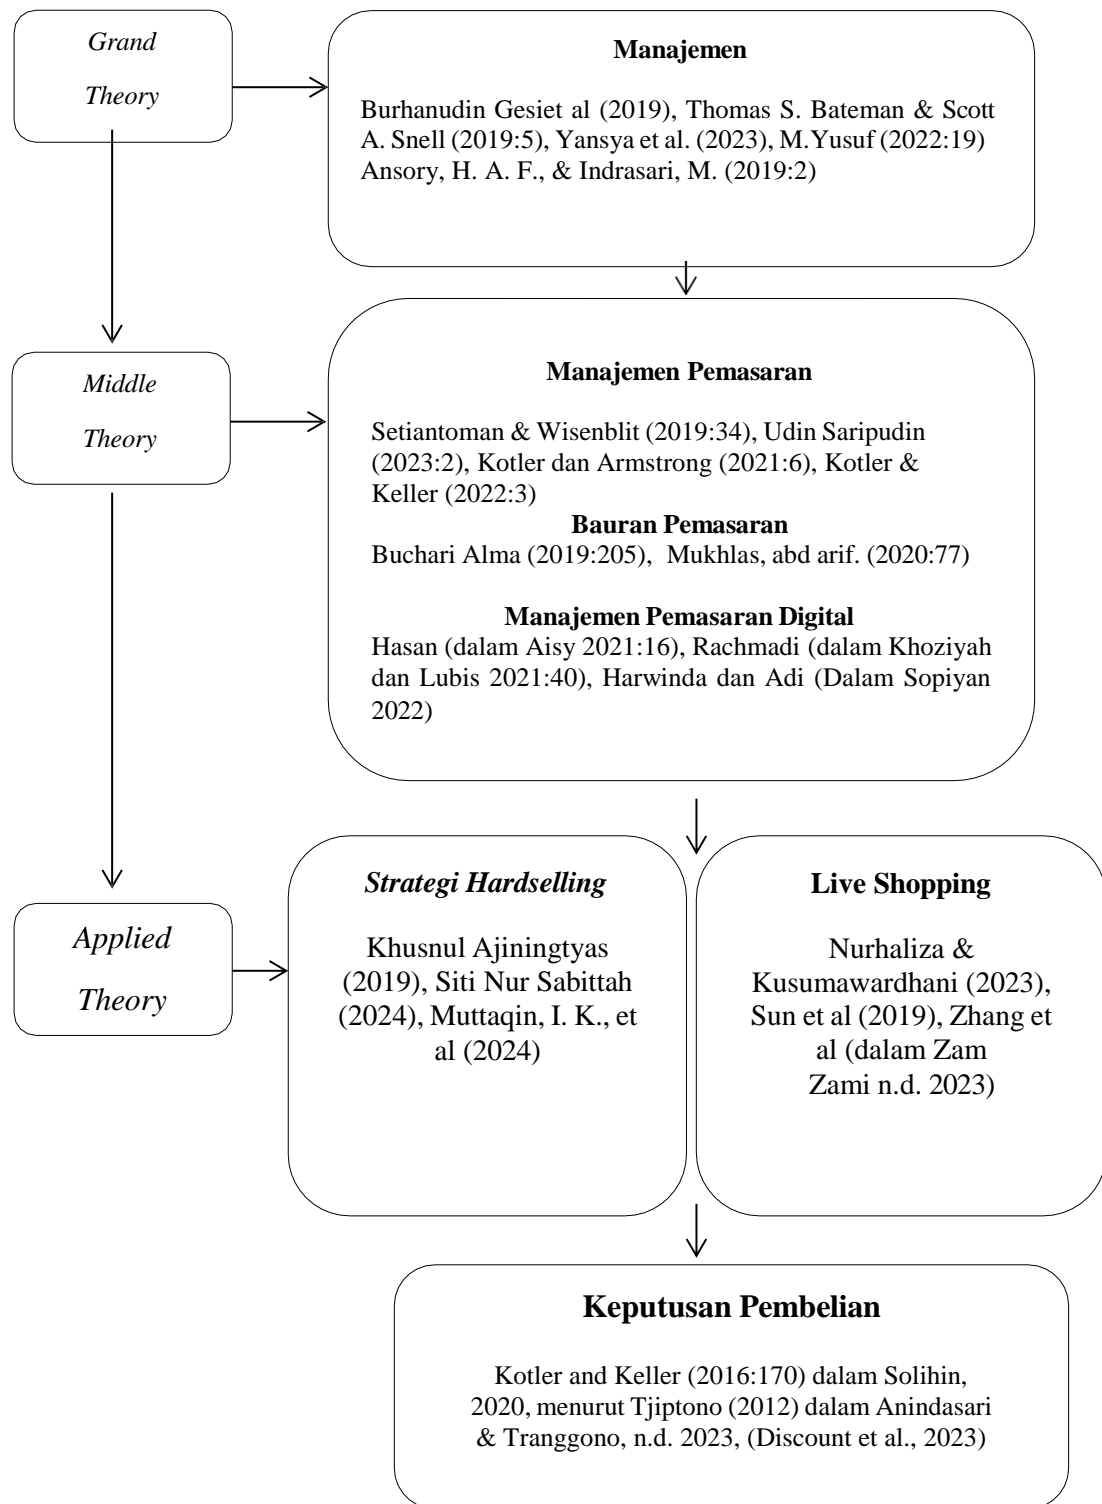 Grand
Theory
Manajemen
Burhanudin Gesiet al (2019), Thomas S. Bateman & Scott
A. Snell (2019:5), Yansya et al. (2023), M.Yusuf (2022:19)
Ansory, H. A. F., & Indrasari, M. (2019:2)
Middle
Theory
Manajemen Pemasaran
Setiantoman & Wisenblit (2019:34), Udin Saripudin
(2023:2), Kotler dan Armstrong (2021:6), Kotler &
Keller (2022:3)
Bauran Pemasaran
Buchari Alma (2019:205), Mukhlas, abd arif. (2020:77)
Manajemen Pemasaran Digital
Hasan (dalam Aisy 2021:16), Rachmadi (dalam Khoziyah
dan Lubis 2021:40), Harwinda dan Adi (Dalam Sopiyan
2022)
Applied
Theory
Strategi Hardselling
Khusnul Ajiningtyas
(2019), Siti Nur Sabittah
(2024), Muttaqin, I. K., et
al (2024)
Live Shopping
Nurhaliza &
Kusumawardhani (2023),
Sun et al (2019), Zhang et
al (dalam Zam
Zami n.d. 2023)
Keputusan Pembelian
Kotler and Keller (2016:170) dalam Solihin,
2020, menurut Tjiptono (2012) dalam Anindasari
& Tranggono, n.d. 2023, (Discount et al., 2023)